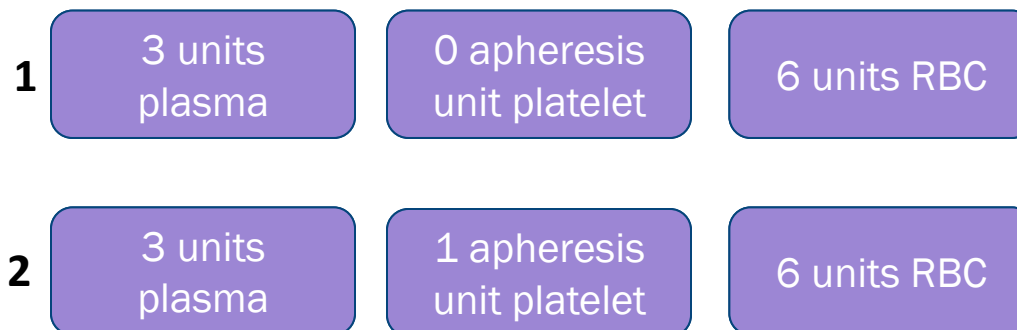 1
3 units
plasma
0 apheresis
unit platelet
6 units RBC
2
3 units
plasma
1 apheresis
unit platelet
6 units RBC